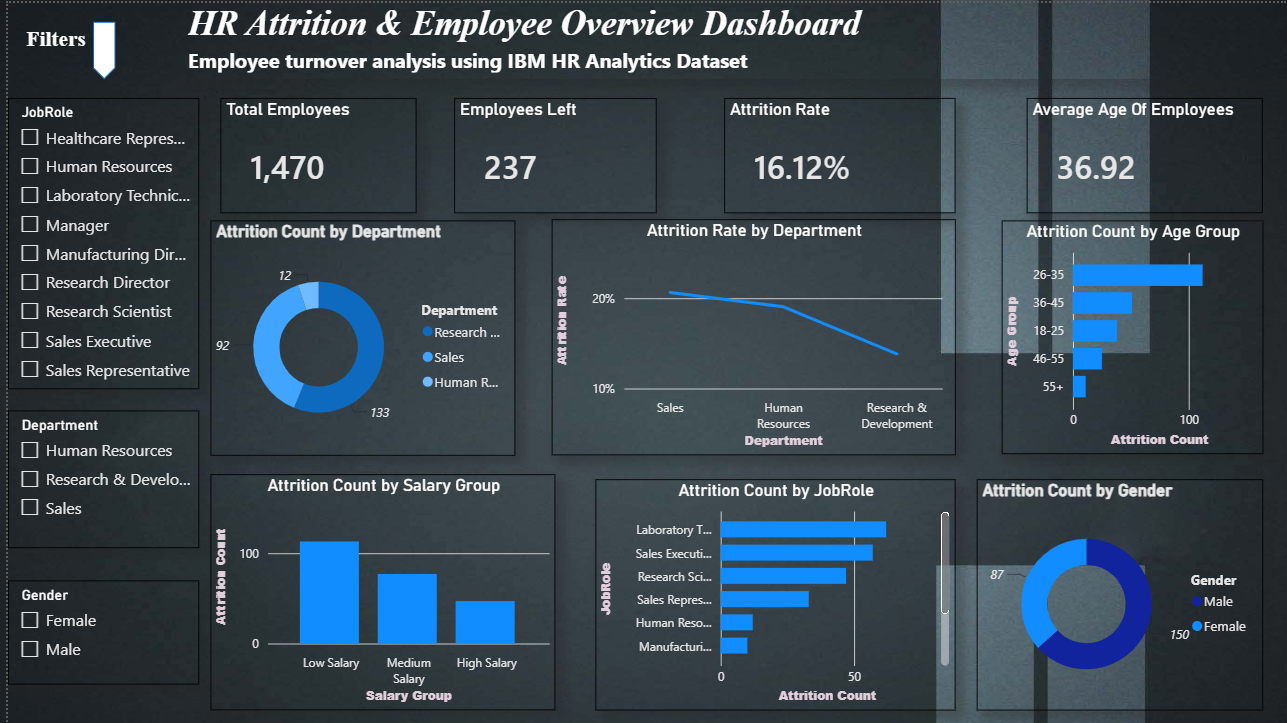 HR Attrition & Employee Overview Dashboard
Filters
Employee turnover analysis using IBM HR Analytics Dataset
JobRole
Healthcare Repres...
Human Resources
Laboratory Technic...
Manager
Manufacturing Dir...
Research Director
Research Scientist
Sales Executive
Sales Representative
Department
Human Resources
Research & Develo...
Sales
Gender
Female
Male
Total Employees
1,470
Employees Left
237
Attrition Rate
16.12%
Average Age Of Employees
36.92
Attrition Count by Department
12
92
133
Department
Research ...
Sales
Human R...
Attrition Rate by Department
Attrition Rate
20%
10%
Sales
Human
Resources
Research &
Development
Department
Attrition Count by Age Group
Age Group
26-35
36-45
18-25
46-55
55+
0
100
Attrition Count
Attrition Count by Salary Group
Attrition Count
100
0
Low Salary
Medium
Salary
High Salary
Salary Group
Attrition Count by JobRole
JobRole
Laboratory T...
Sales Executi...
Research Sci...
Sales Repres...
Human Reso...
Manufacturi...
0
50
Attrition Count
Attrition Count by Gender
87
150
Gender
Male
Female